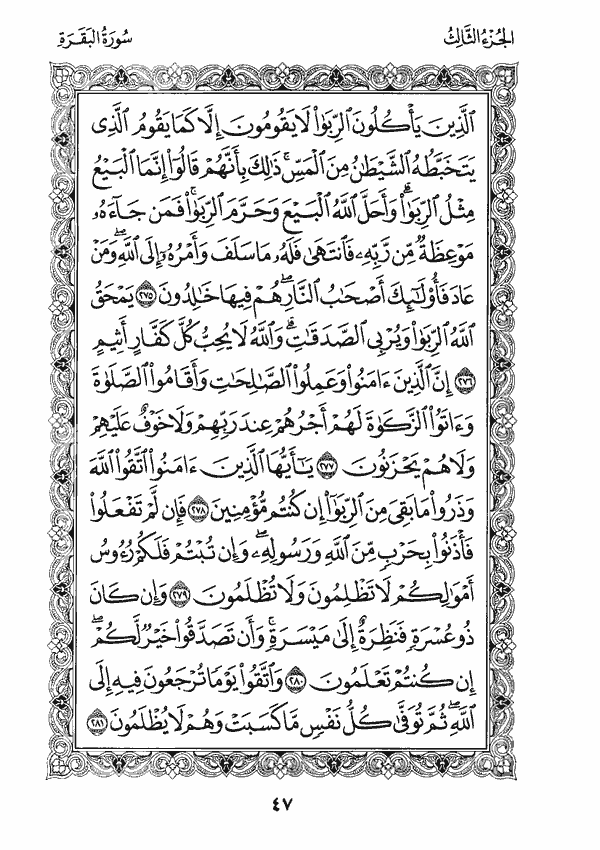 الجُزْءُ الثَّالِثُ
سُورَةُ البَقَرَةِ
ٱلَّذِينَ يَأْكُلُونَ ٱلرِّبَوٰا۟ لَا يَقُومُونَ إِلَّا كَمَا يَقُومُ ٱلَّذِى
يَتَخَبَّطُهُ ٱلشَّيْطَٰنُ مِنَ ٱلْمَسِّ ۚ ذَٰلِكَ بِأَنَّهُمْ قَالُوٓا۟ إِنَّمَا ٱلْبَيْعُ
مِثْلُ ٱلرِّبَوٰا۟ ۗ وَأَحَلَّ ٱللَّهُ ٱلْبَيْعَ وَحَرَّمَ ٱلرِّبَوٰا۟ ۚ فَمَن جَآءَهُۥ
مَوْعِظَةٌ مِّن رَّبِّهِۦ فَٱنتَهَىٰ فَلَهُۥ مَا سَلَفَ وَأَمْرُهُۥٓ إِلَى ٱللَّهِ ۖ وَمَنْ
عَادَ فَأُو۟لَٰٓئِكَ أَصْحَٰبُ ٱلنَّارِ ۖ هُمْ فِيهَا خَٰلِدُونَ ٢٧٥ يَمْحَقُ
ٱللَّهُ ٱلرِّبَوٰا۟ وَيُرْبِى ٱلصَّدَقَٰتِ ۗ وَٱللَّهُ لَا يُحِبُّ كُلَّ كَفَّارٍ أَثِيمٍ
٢٧٦ إِنَّ ٱلَّذِينَ ءَامَنُوا۟ وَعَمِلُوا۟ ٱلصَّٰلِحَٰتِ وَأَقَامُوا۟ ٱلصَّلَوٰةَ
وَءَاتَوُا۟ ٱلزَّكَوٰةَ لَهُمْ أَجْرُهُمْ عِندَ رَبِّهِمْ وَلَا خَوْفٌ عَلَيْهِمْ
وَلَا هُمْ يَحْزَنُونَ ٢٧٧ يَٰٓأَيُّهَا ٱلَّذِينَ ءَامَنُوا۟ ٱتَّقُوا۟ ٱللَّهَ
وَذَرُوا۟ مَا بَقِىَ مِنَ ٱلرِّبَوٰٓا۟ إِن كُنتُم مُّؤْمِنِينَ ٢٧٨ فَإِن لَّمْ تَفْعَلُوا۟
فَأْذَنُوا۟ بِحَرْبٍ مِّنَ ٱللَّهِ وَرَسُولِهِۦ ۖ وَإِن تُبْتُمْ فَلَكُمْ رُءُوسُ
أَمْوَٰلِكُمْ لَا تَظْلِمُونَ وَلَا تُظْلَمُونَ ٢٧٩ وَإِن كَانَ
ذُو عُسْرَةٍ فَنَظِرَةٌ إِلَىٰ مَيْسَرَةٍ ۚ وَأَن تَصَدَّقُوا۟ خَيْرٌ لَّكُمْ ۖ
إِن كُنتُمْ تَعْلَمُونَ ٢٨٠ وَٱتَّقُوا۟ يَوْمًا تُرْجَعُونَ فِيهِ إِلَى
ٱللَّهِ ۖ ثُمَّ تُوَفَّىٰ كُلُّ نَفْسٍ مَّا كَسَبَتْ وَهُمْ لَا يُظْلَمُونَ ٢٨١
٤٧